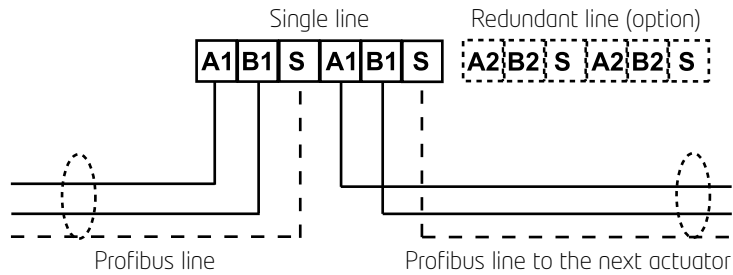 Single line Redundant line (option)
A1 B1 S A1 B1 S A2 B2 S A2 B2 S
Profibus line Profibus line to the next actuator